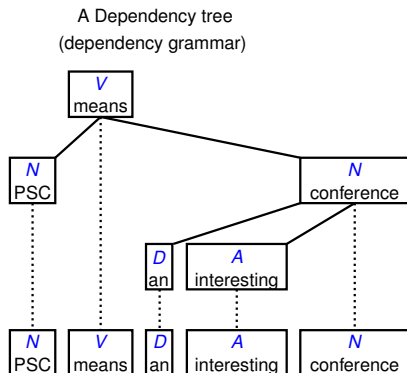 A Dependency tree
(dependency grammar)
V
means
N N
PSC conference
D A
an interesting
N V D A N
PSC means an interesting conference